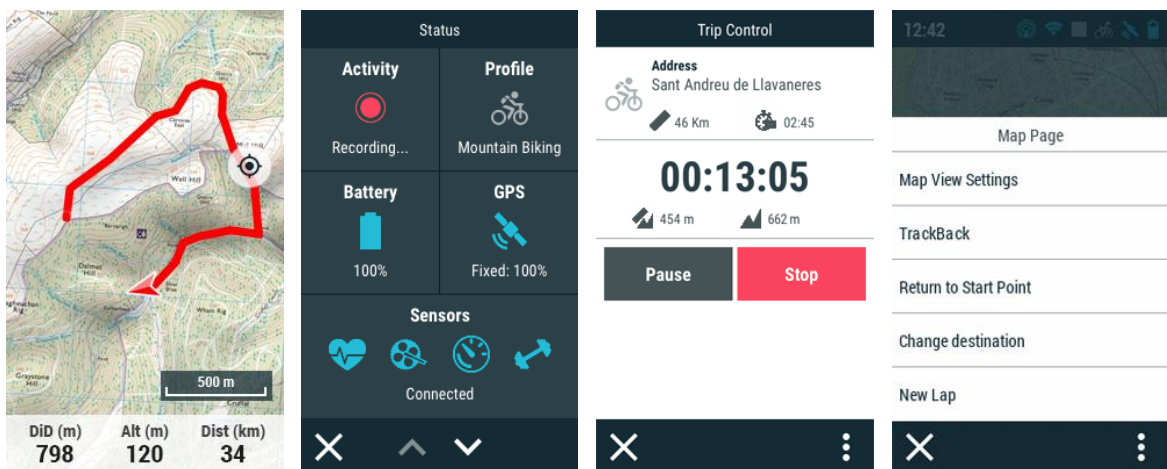 Wall Hill
500 m
DiD (m)
Alt (m)
Dist (km)
798
120
34
Status
Activity
Profile
Recording...
Mountain Biking
Battery
GPS
100%
Fixed: 100%
Sensors
Connected
Trip Control
Address
Sant Andreu de Llavaneres
46 Km
02:45
00:13:05
454 m
662 m
Pause
Stop
12:42
Map Page
Map View Settings
TrackBack
Return to Start Point
Change destination
New Lap